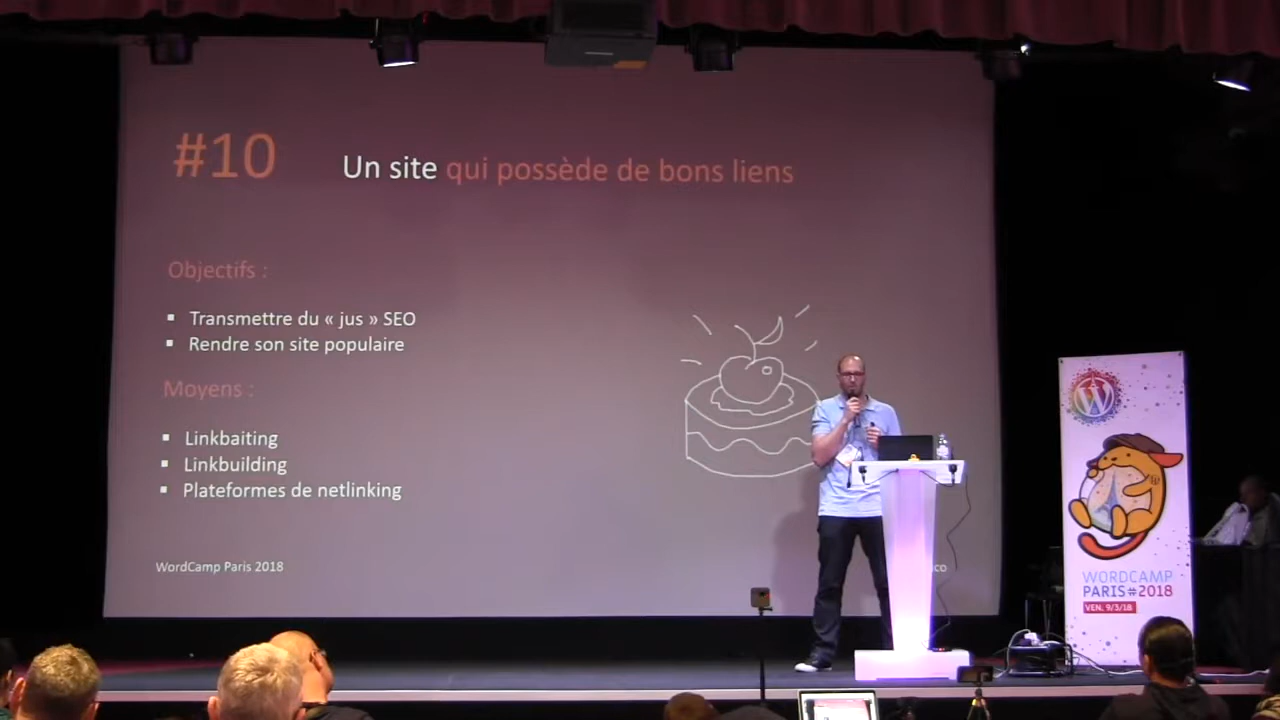 #10
Un site qui possède de bons liens
Objectifs :
▪ Transmettre du « jus » SEO
▪ Rendre son site populaire
Moyens :
▪ Linkbaiting
▪ Linkbuilding
▪ Plateformes de netlinking
WordCamp Paris 2018
WORDCAMP
PARIS#2018
VEN. 9/3/18